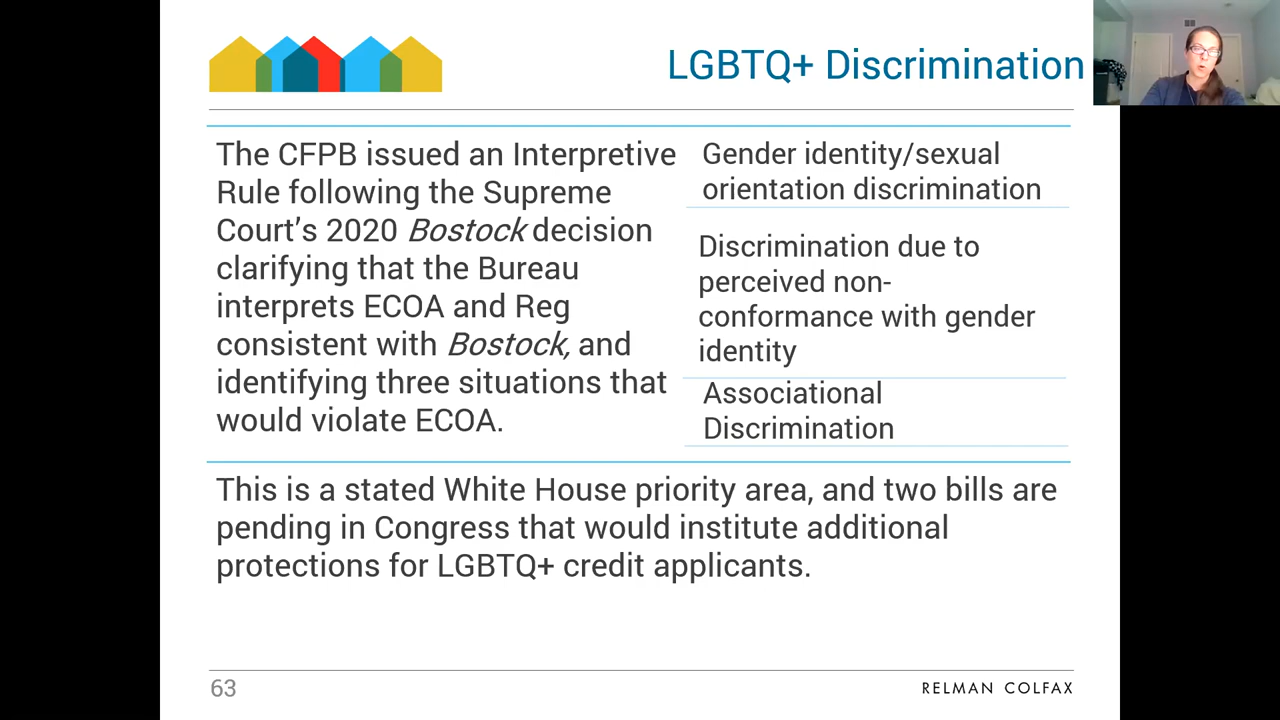 LGBTQ+ Discrimination
The CFPB issued an Interpretive
Rule following the Supreme
Court's 2020 Bostock decision
clarifying that the Bureau
interprets ECOA and Reg
consistent with Bostock, and
identifying three situations that
would violate ECOA.
Gender identity/sexual
orientation discrimination
Discrimination due to
perceived non-
conformance with gender
identity
Associational
Discrimination
This is a stated White House priority area, and two bills are
pending in Congress that would institute additional
protections for LGBTQ+ credit applicants.
63
RELMAN COLFAX